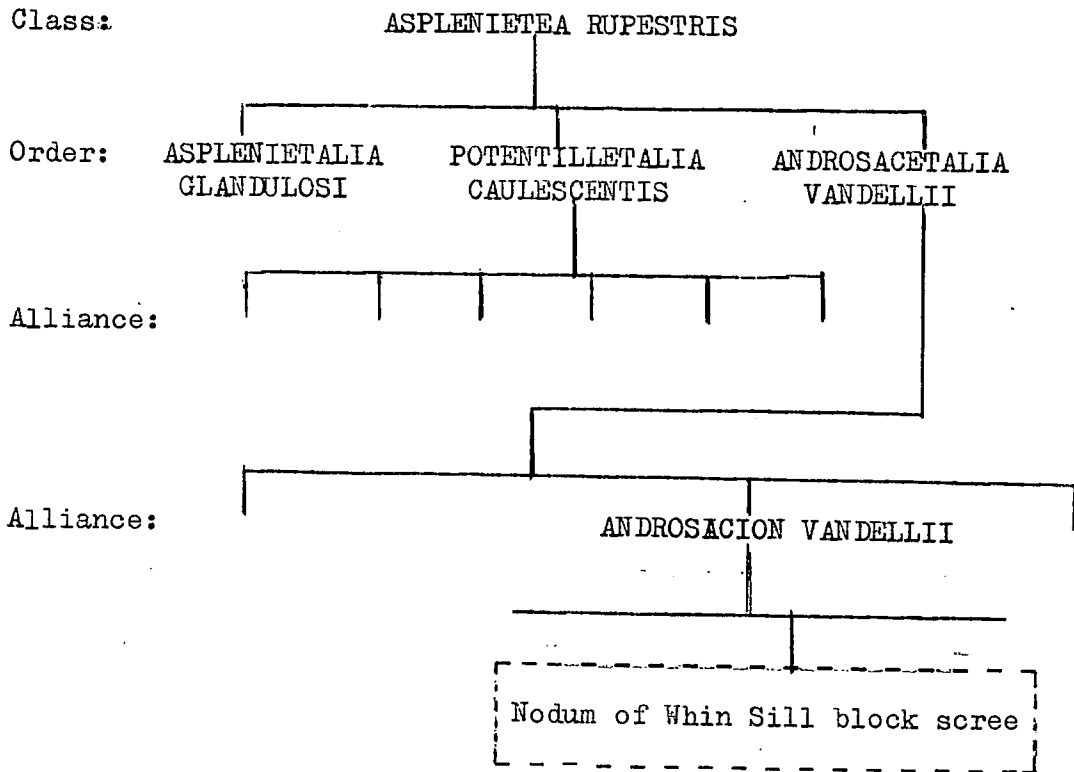 Class: ASPLENIETEA RUPESTRIS
Order: ASPLENIETALIA GLANDULOSI
POTENTILLETALIA CAULESCENTIS
ANDROSACETALIA VANDELLII
Alliance:
Alliance: ANDROSACION VANDELLII
Nodum of Whin Sill block scree